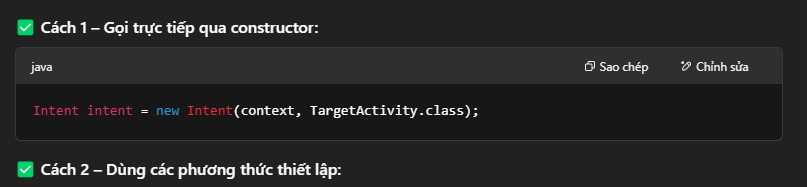 ✅ Cách 1 – Gọi trực tiếp qua constructor:
java Sao chép Chỉnh sửa
Intent intent = new Intent(context, TargetActivity.class);
✅ Cách 2 – Dùng các phương thức thiết lập: